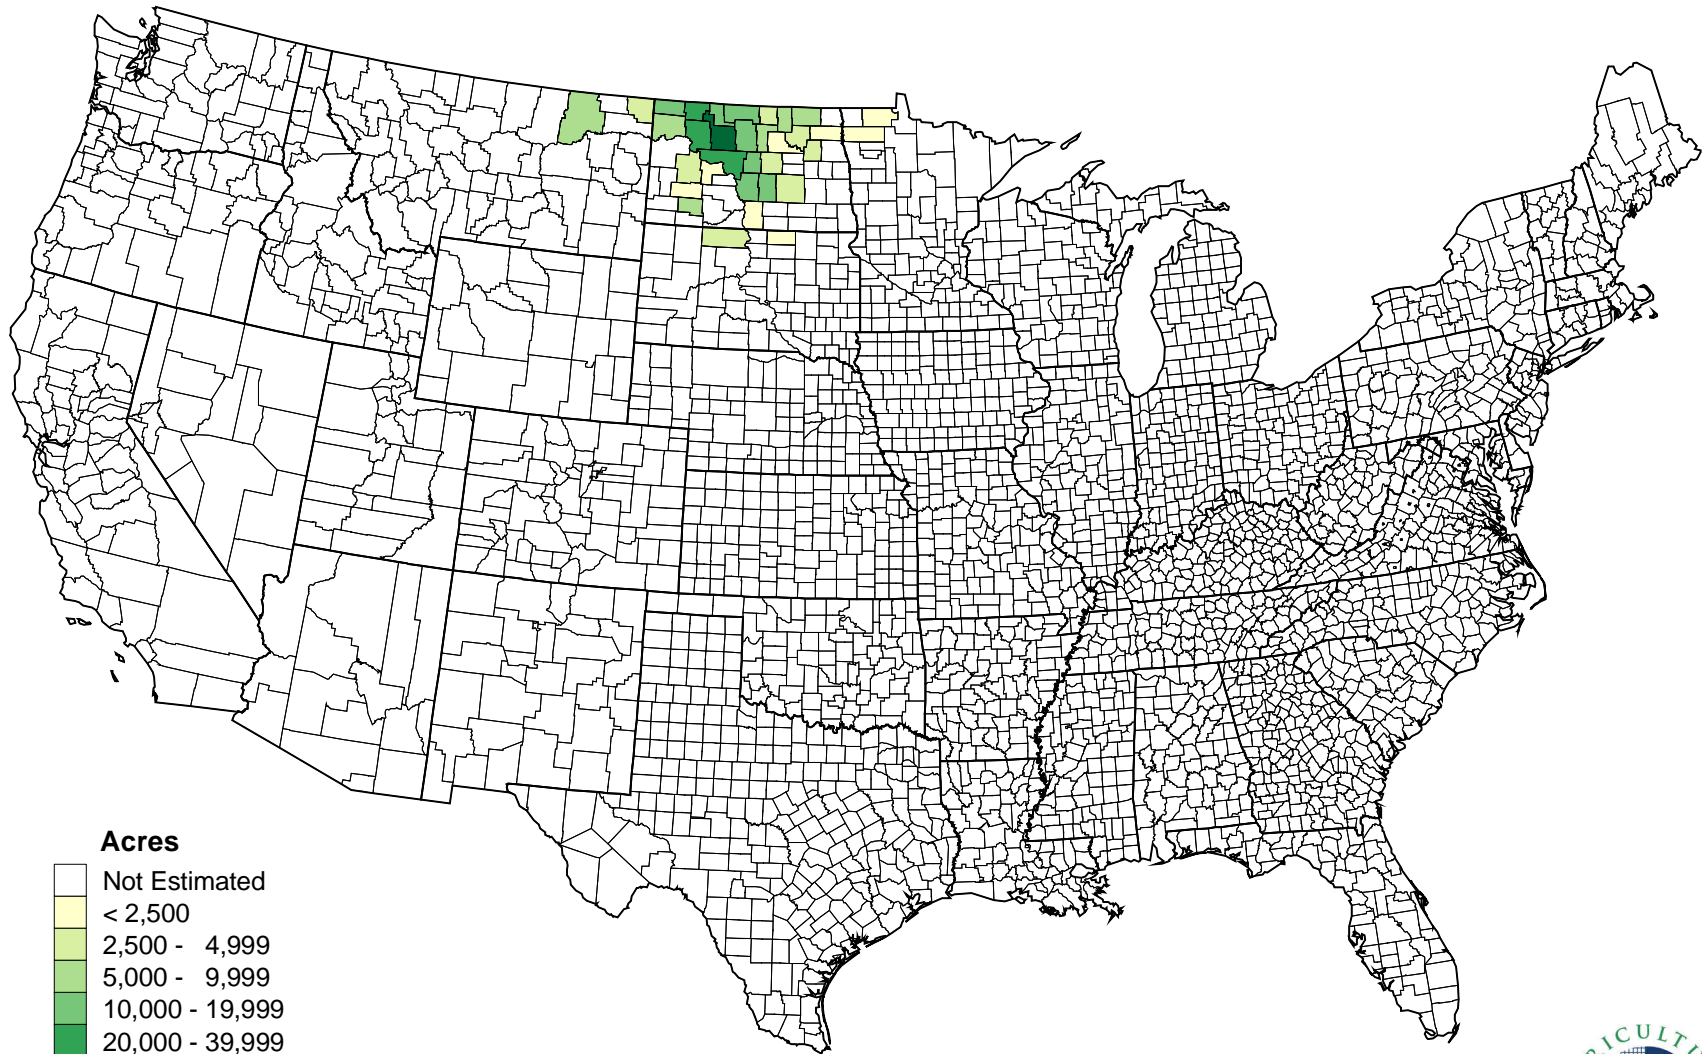 Acres
Not Estimated
< 2,500
2,500 - 4,999
5,000 - 9,999
10,000 - 19,999
20,000 - 39,999
RICULT